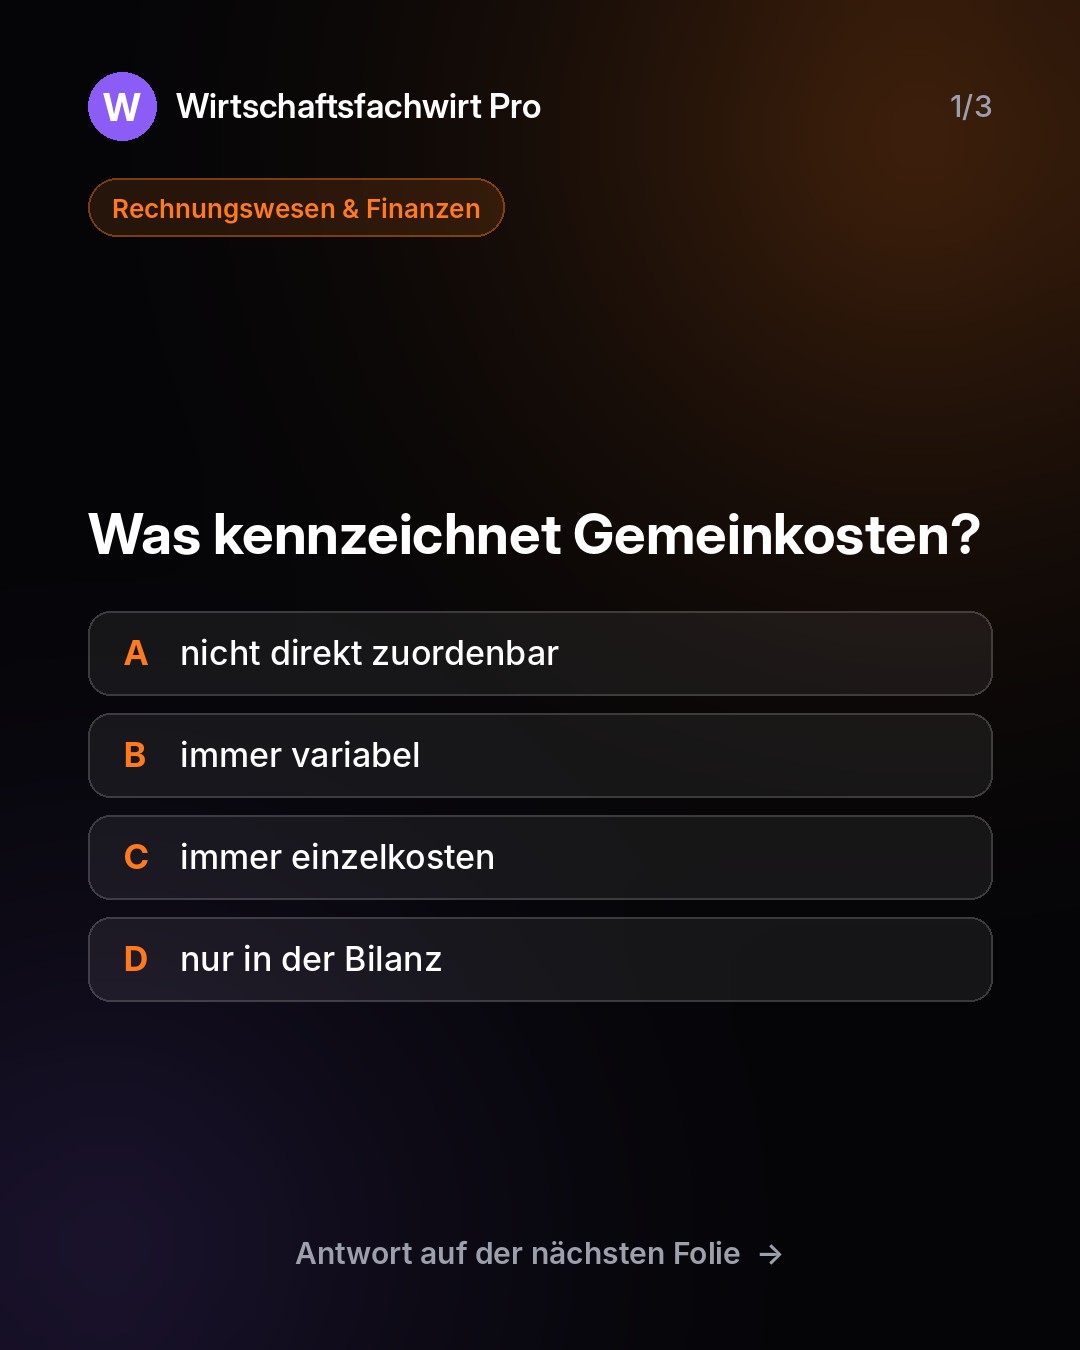 W Wirtschaftsfachwirt Pro 1/3
Rechnungswesen & Finanzen
Was kennzeichnet Gemeinkosten?
A nicht direkt zuordenbar
B immer variabel
C immer einzelkosten
D nur in der Bilanz
Antwort auf der nächsten Folie →